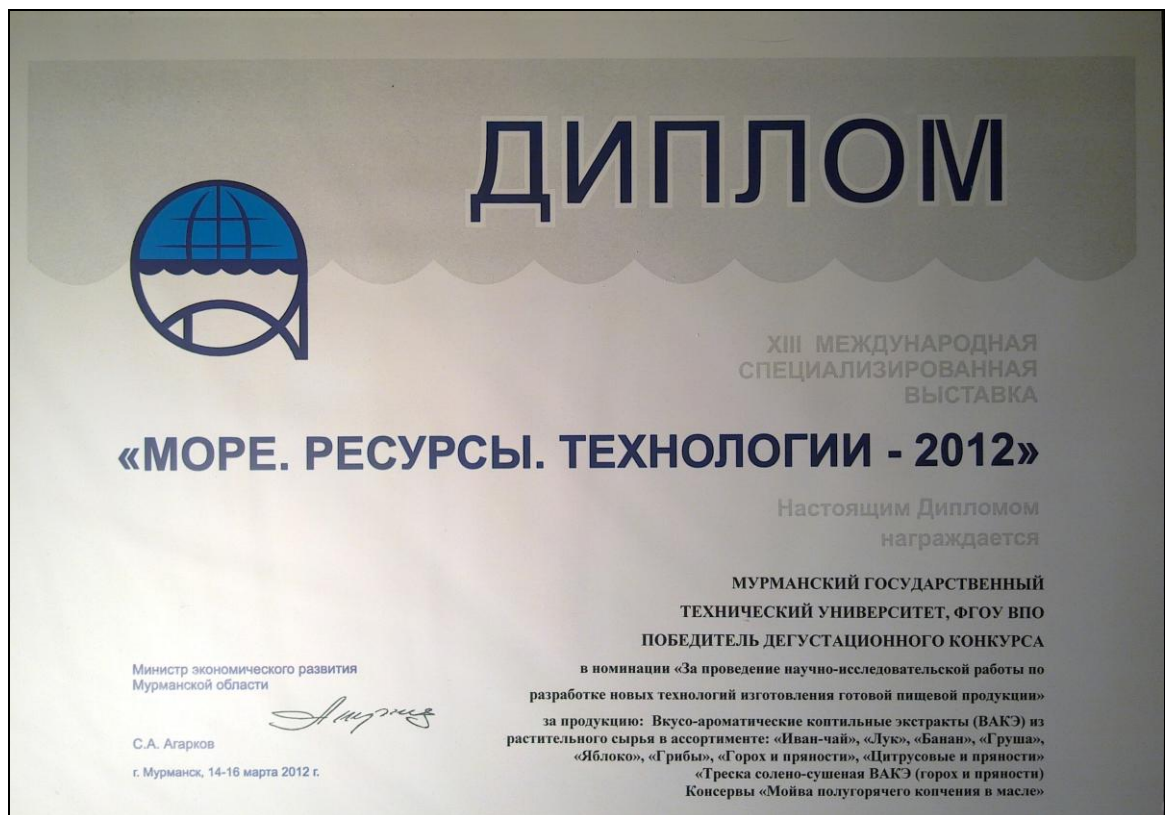 ДИПЛОМ
XIII МЕЖДУНАРОДНАЯ
СПЕЦИАЛИЗИРОВАННАЯ
ВЫСТАВКА
«МОРЕ. РЕСУРСЫ. ТЕХНОЛОГИИ - 2012»
Настоящим Дипломом
награждается
МУРМАНСКИЙ ГОСУДАРСТВЕННЫЙ
ТЕХНИЧЕСКИЙ УНИВЕРСИТЕТ, ФГОУ ВПО
ПОБЕДИТЕЛЬ ДЕГУСТАЦИОННОГО КОНКУРСА
в номинации «За проведение научно-исследовательской работы по
разработке новых технологий изготовления готовой пищевой продукции»
за продукцию: Вкусо-ароматические коптильные экстракты (ВАКЭ) из
растительного сырья в ассортименте: «Иван-чай», «Лук», «Банан», «Груша»,
«Яблоко», «Грибы», «Горох и пряности», «Цитрусовые и пряности»
«Треска солено-сушеная ВАКЭ (горох и пряности)
Консервы «Мойва полугорячего копчения в масле»
Министр экономического развития
Мурманской области
С.А. Агарков
г. Мурманск, 14-16 марта 2012 г.